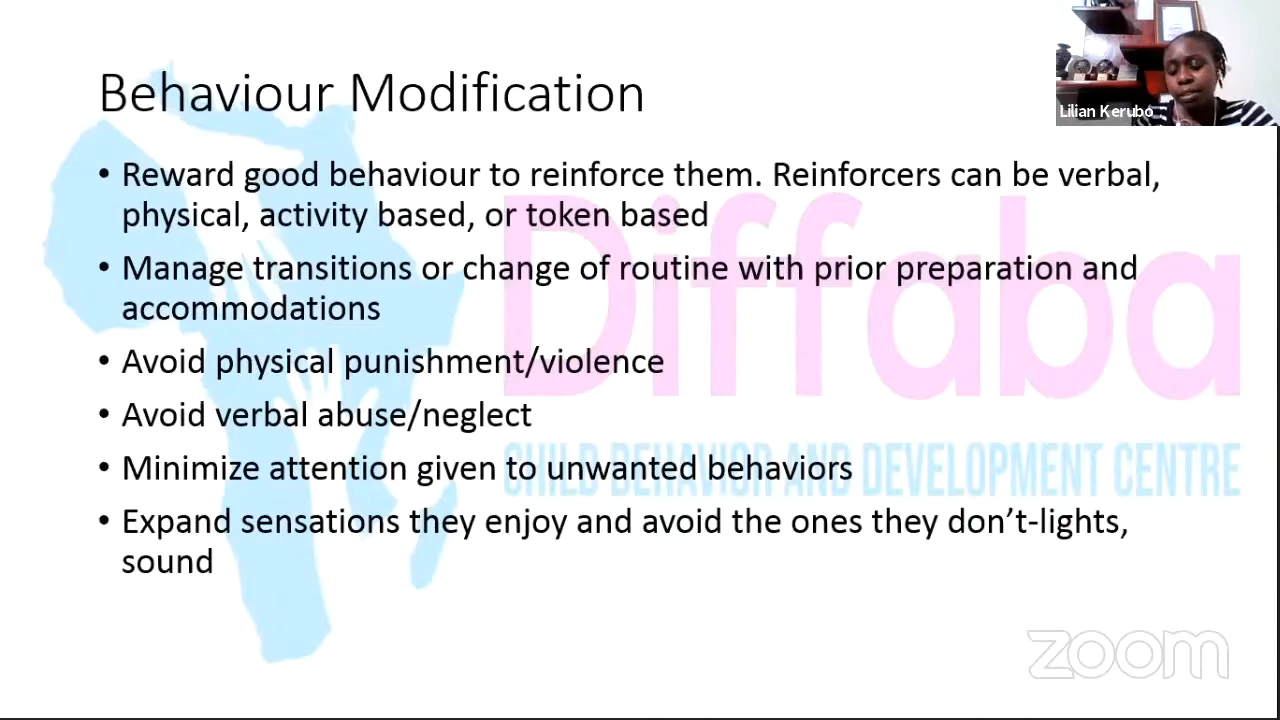 Behaviour Modification
Lilian Kerubo
• Reward good behaviour to reinforce them. Reinforcers can be verbal,
physical, activity based, or token based
• Manage transitions or change of routine with prior preparation and
accommodations
• Avoid physical punishment/violence
• Avoid verbal abuse/neglect
• Minimize attention given to unwanted behaviors
• Expand sensations they enjoy and avoid the ones they don’t-lights,
sound
Diffaba
CHILD BEHAVIOR AND DEVELOPMENT CENTRE
zoom